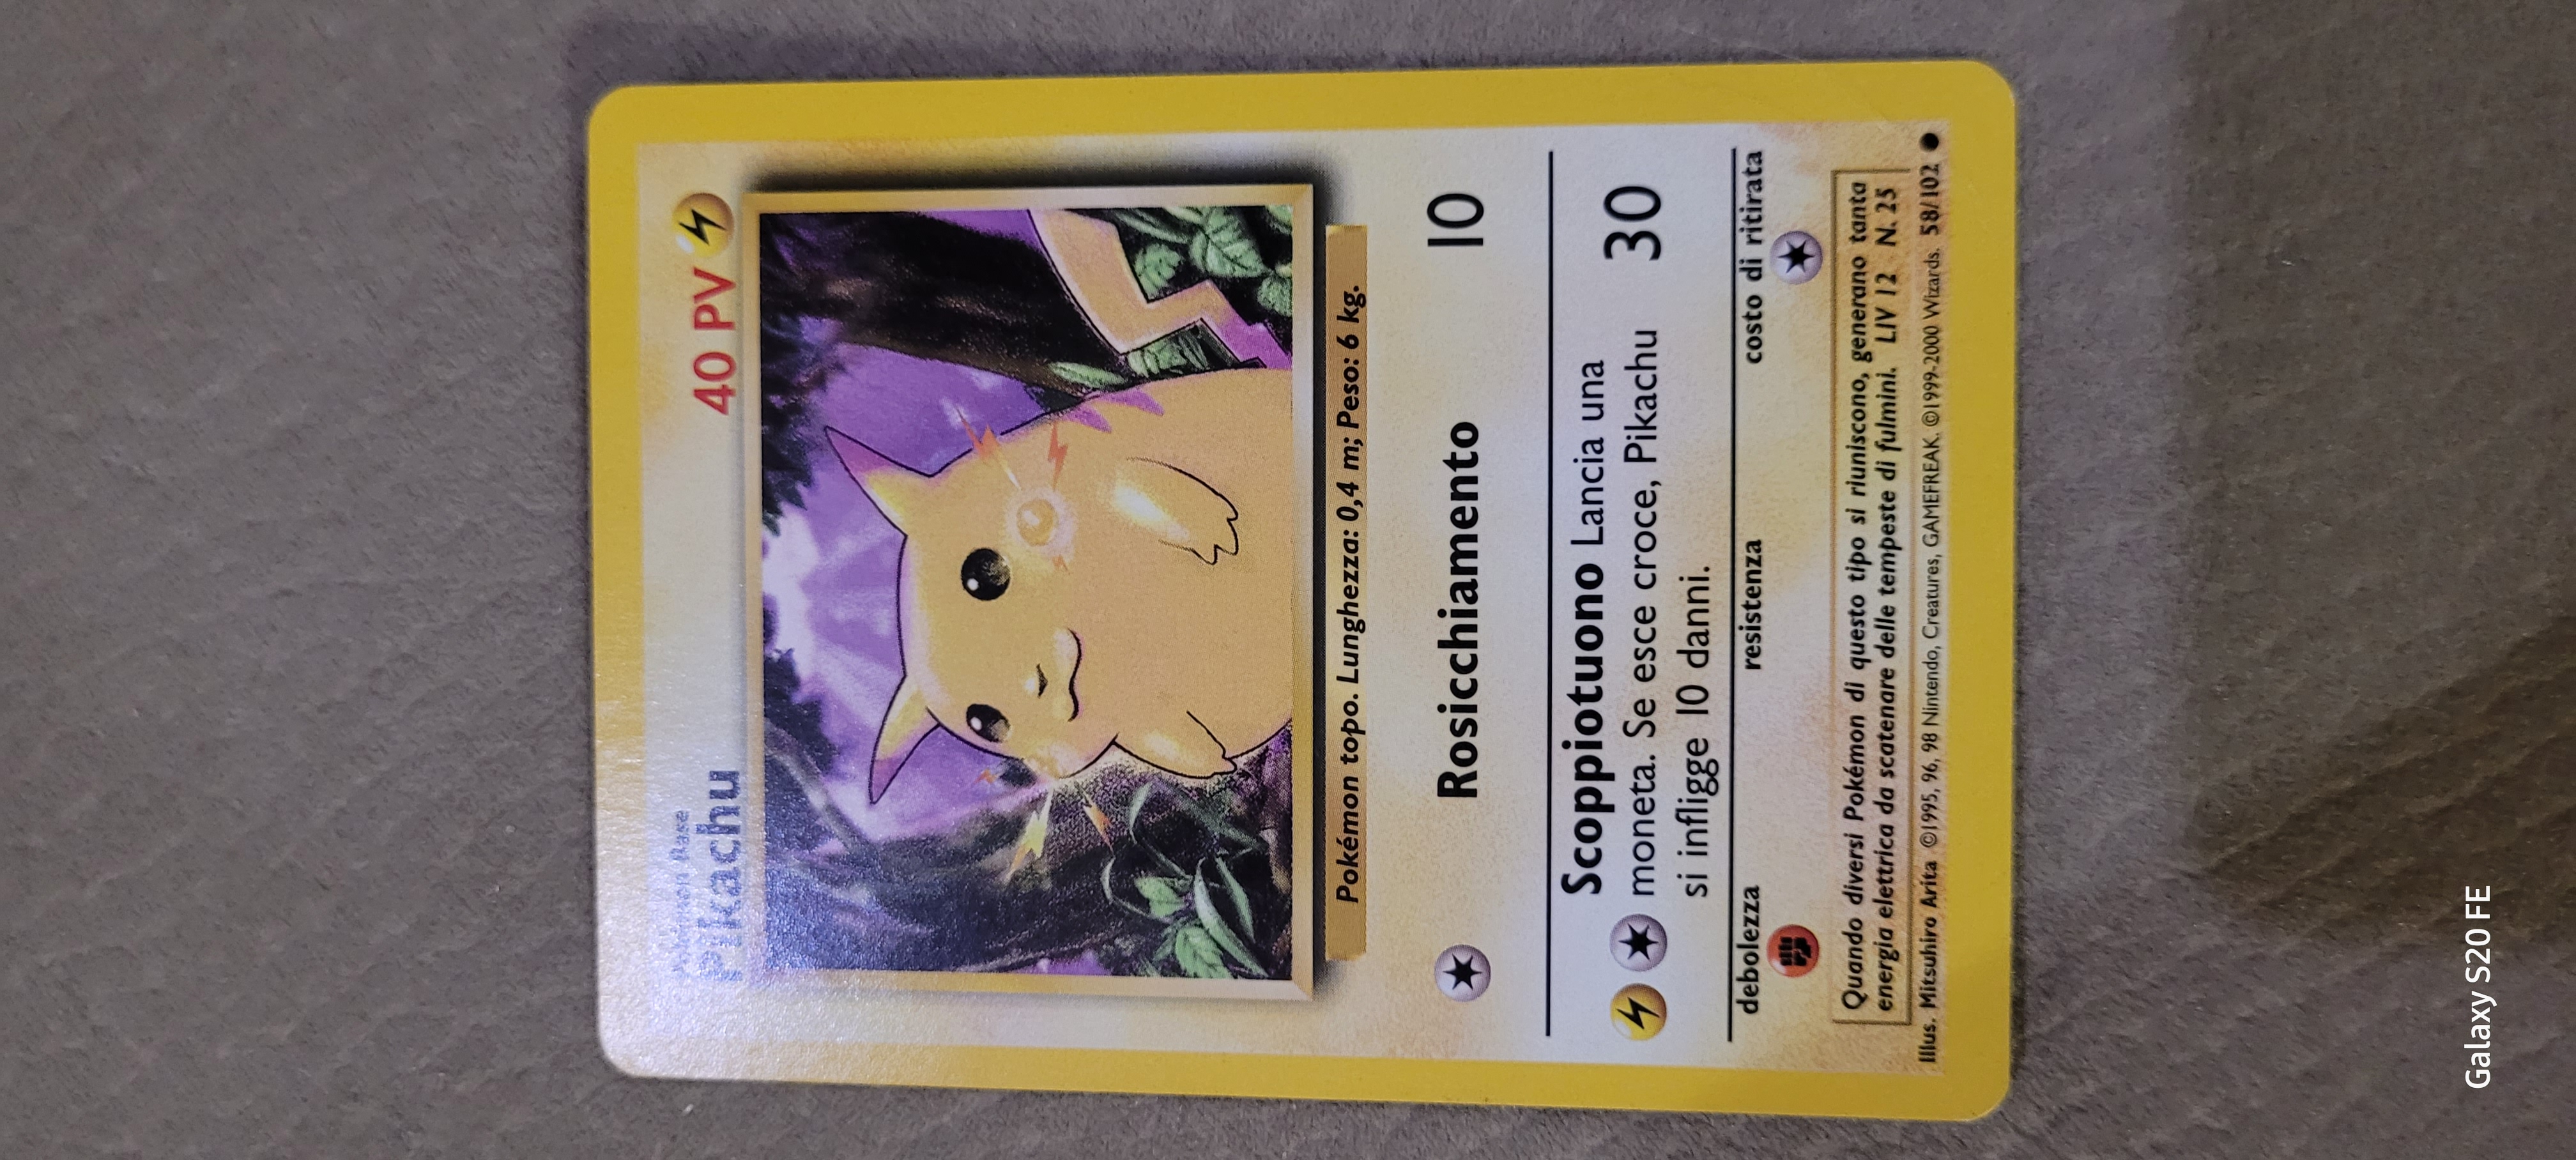 Pokémon Base
Pikachu
40 PV
Pokémon topo. Lunghezza: 0,4 m; Peso: 6 kg.
Rosicchiamento 10
Scoppiotuono Lancia una
moneta. Se esce croce, Pikachu
si infligge 10 danni.
30
debolezza resistenza costo di ritirata
Quando diversi Pokémon di questo tipo si riuniscono, generano tanta
energia elettrica da scatenare delle tempeste di fulmini. LIV 12 N. 25
Illus. Mitsuhiro Arita ©1995, 96, 98 Nintendo, Creatures, GAMEFREAK. ©1999-2000 Wizards. 58/102
Galaxy S20 FE